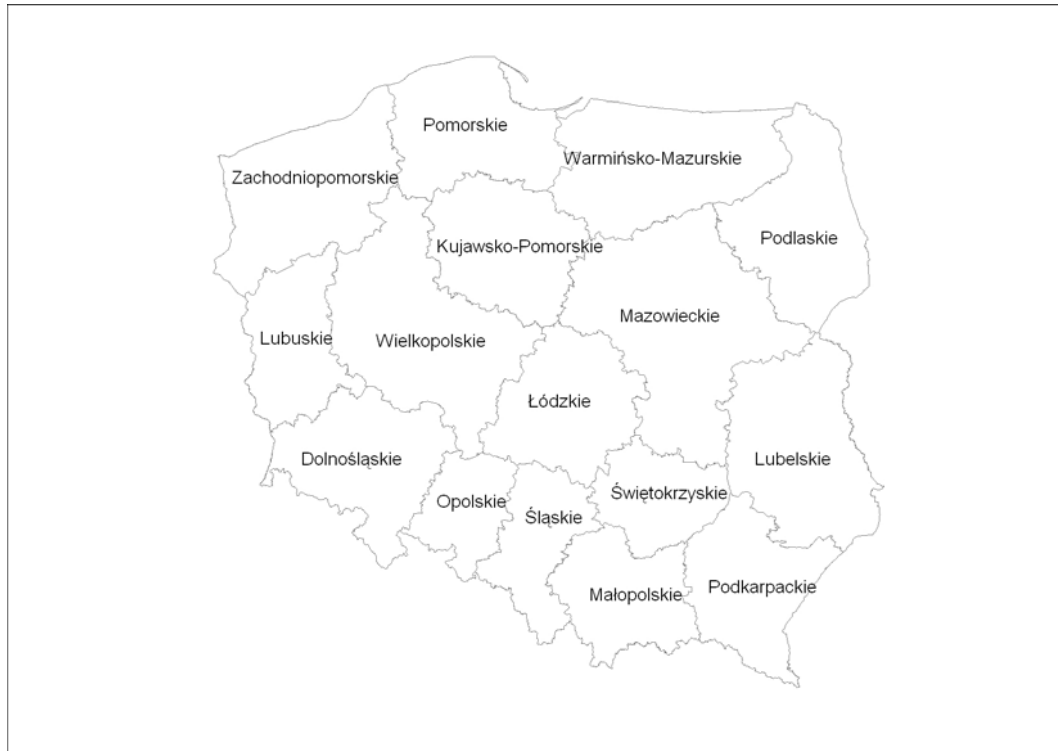 Pomorskie
Warmińsko-Mazurskie
Zachodniopomorskie
Podlaskie
Kujawsko-Pomorskie
Mazowieckie
Lubuskie
Wielkopolskie
Łódzkie
Dolnośląskie
Lubelskie
Świętokrzyskie
Opolskie
Śląskie
Podkarpackie
Małopolskie